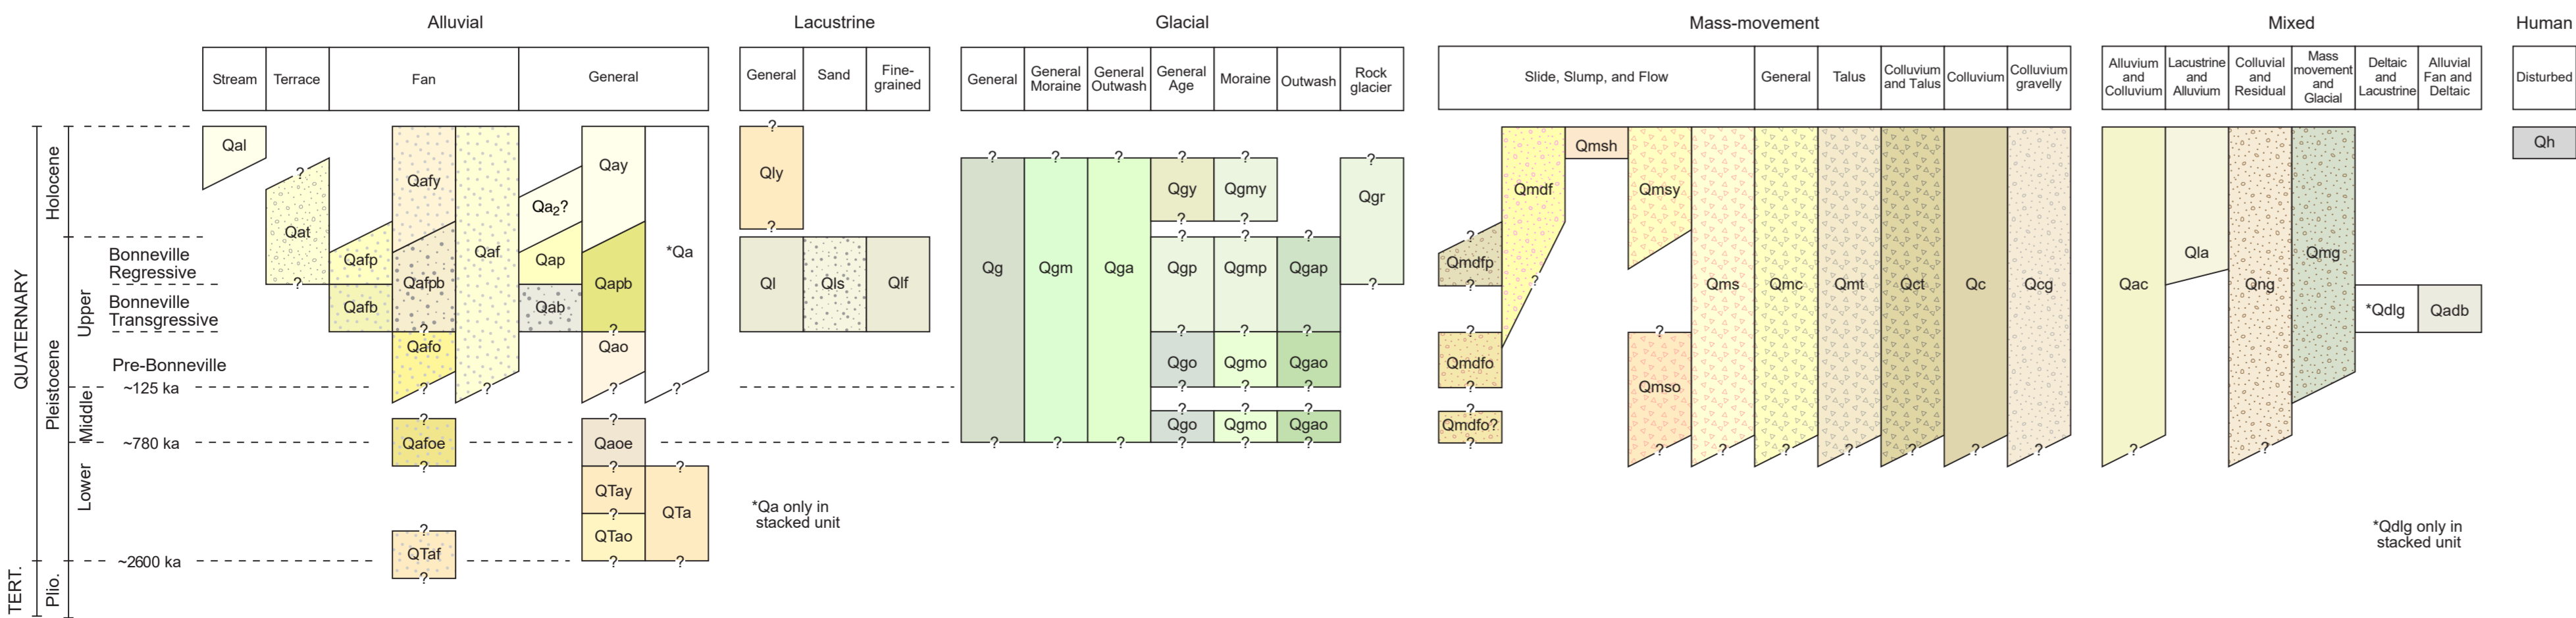 Alluvial
Lacustrine
Glacial
Mass-movement
Mixed
Human
Stream
Terrace
Fan
General
General
Sand
Fine-
grained
General
General
Moraine
General
Outwash
General
Age
Moraine
Outwash
Rock
glacier
Slide, Slump, and Flow
General
Talus
Colluvium
and Talus
Colluvium
Colluvium
gravelly
Alluvium
and
Colluvium
Lacustrine
and
Alluvium
Colluvial
and
Residual
Mass
movement
and
Glacial
Deltaic
and
Lacustrine
Alluvial
Fan and
Deltaic
Disturbed
QUATERNARY
TERT.
Holocene
Pleistocene
Plio.
Upper
Middle
Lower
Bonneville
Regressive
Bonneville
Transgressive
Pre-Bonneville
~125 ka
~780 ka
~2600 ka
Qal
?
Qat
?
Qafp
Qafb
Qafy
Qafpb
?
Qafo
?
?
Qafoe
?
?
QTaf
?
Qaf
?
Qa2?
Qap
Qab
Qay
Qapb
?
Qao
?
?
Qaoe
?
QTay
?
QTao
?
*Qa
?
?
QTa
?
?
Qly
?
Ql
Qls
Qlf
*Qa only in
stacked unit
?
Qg
?
?
Qgm
?
?
Qga
?
?
Qgy
?
?
Qgp
?
Qgo
?
?
Qgo
?
?
Qgmy
?
?
Qgmp
?
Qgmo
?
?
Qgmo
?
?
Qgap
?
Qgao
?
?
Qgao
?
?
Qgr
?
?
Qmdfp
?
?
Qmdfo
?
?
Qmdfo?
?
Qmdf
?
Qmsh
Qmsy
?
Qmso
?
Qms
?
Qmc
?
Qmt
?
Qct
?
Qc
?
Qcg
?
Qac
?
Qla
Qng
?
Qmg
*Qdlg
Qadb
*Qdlg only in
stacked unit
Qh